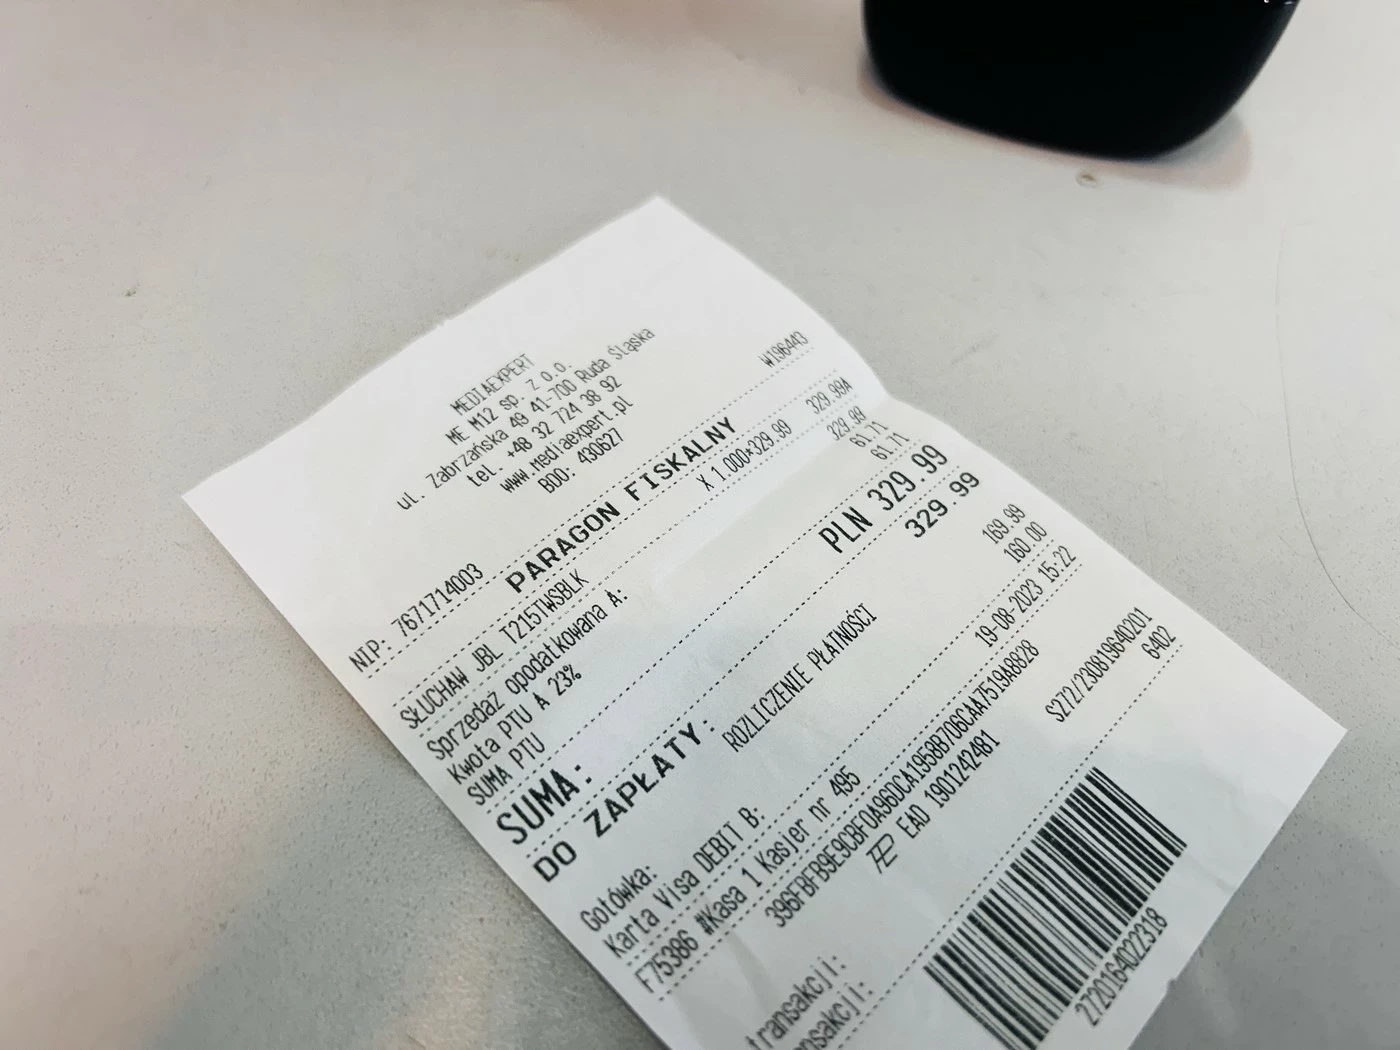 MEDIAEXPERT
ME M12 sp. z o.o.
ul. Zabrzańska 49 41-700 Ruda Śląska
tel. +48 32 724 38 92
www.mediaexpert.pl
BDO: 430627
NIP: 7671714003 W196443
PARAGON FISKALNY
SŁUCHAW JBL T215TWSBLK X 1.000*329.99 329.99A
Sprzedaż opodatkowana A: 329.99
Kwota PTU A 23% 61.71
SUMA PTU 61.71
SUMA: PLN 329.99
DO ZAPŁATY: 329.99
ROZLICZENIE PŁATNOŚCI
Gotówka: 169.99
Karta Visa DEBIT B: 160.00
F75386 #Kasa 1 Kasjer nr 495 19-08-2023 15:22
396FBFB9E9CBF0A96DCA1958B706CAA7519A8828
EAD 1901242481
S272/230819640201
6402
transakcji:
2720164022318